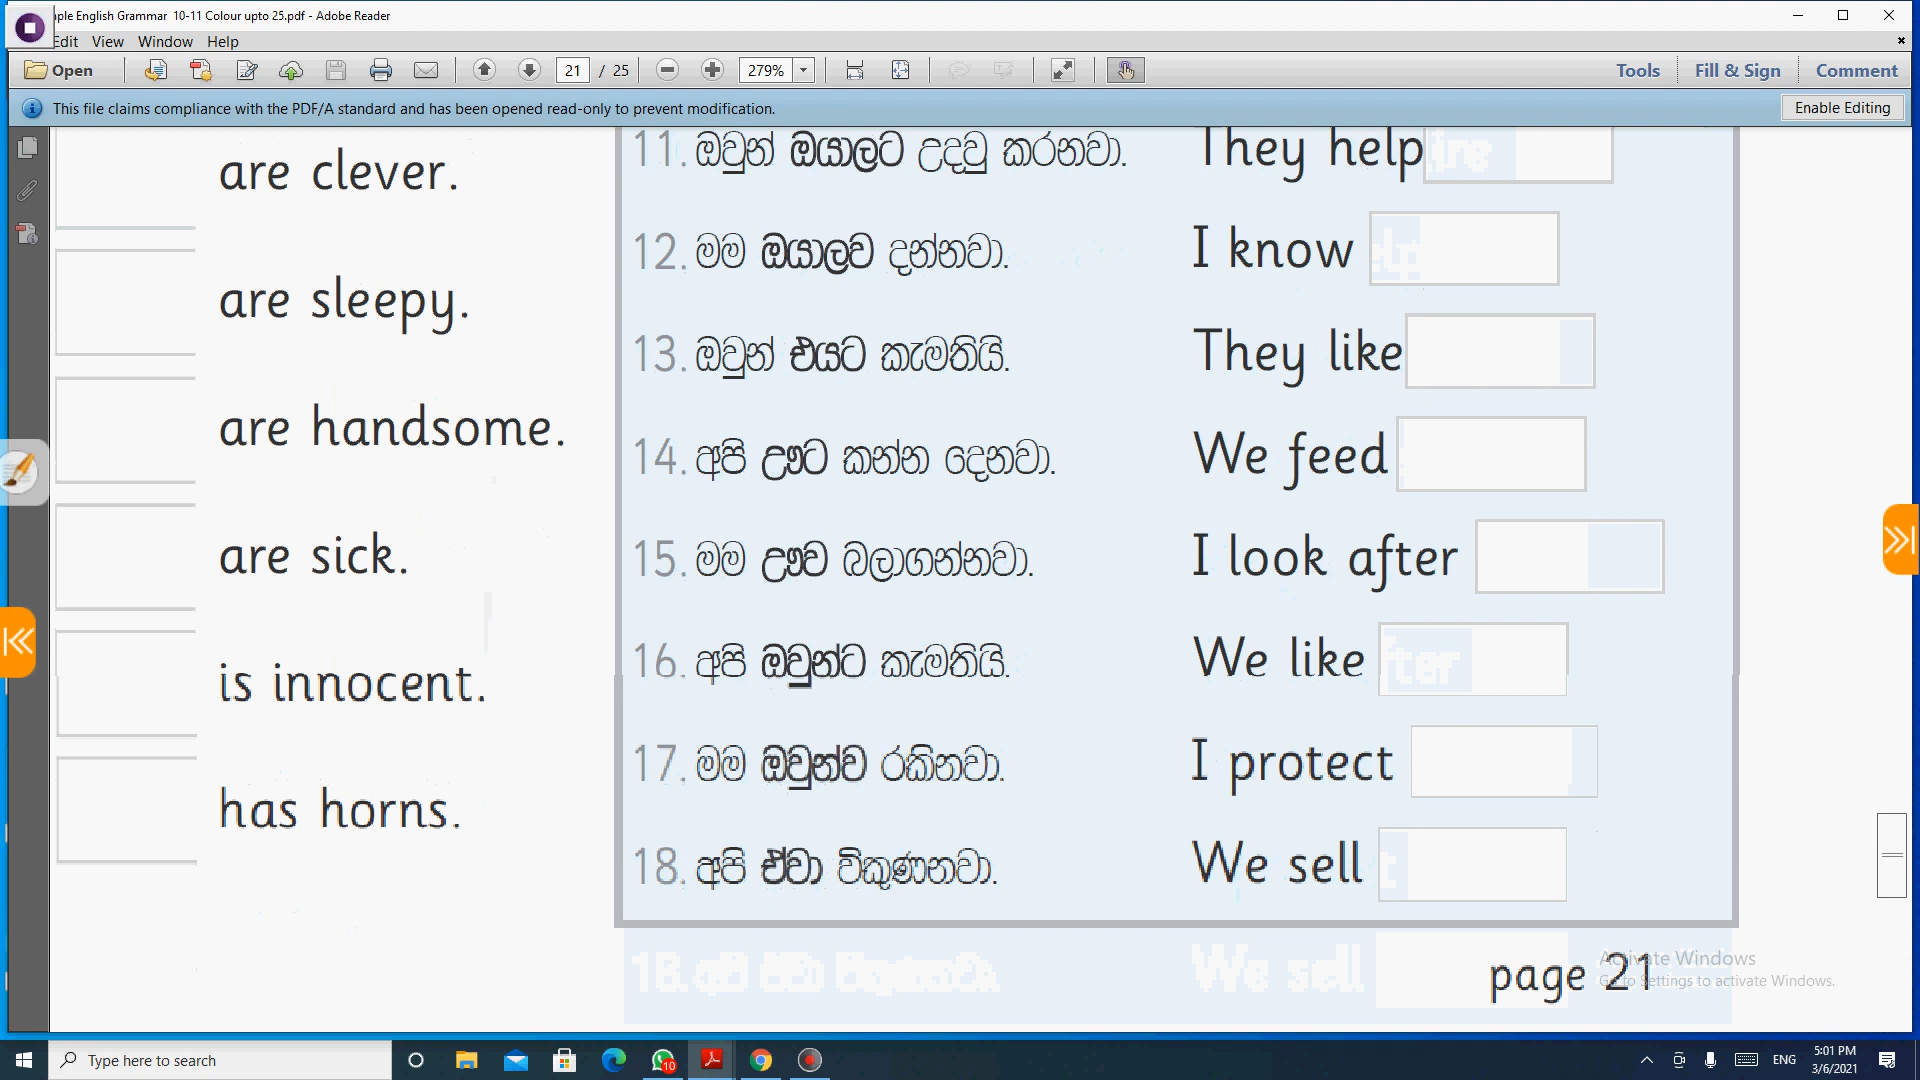 ple English Grammar 10-11 Colour upto 25.pdf - Adobe Reader
Edit View Window Help
Open 21 / 25 279% Tools Fill & Sign Comment
This file claims compliance with the PDF/A standard and has been opened read-only to prevent modification. Enable Editing
are clever.
are sleepy.
are handsome.
are sick.
is innocent.
has horns.
11. ඔවුන් ඔයාලට උදවු කරනවා. They help
12. මම ඔයාලව දන්නවා. I know
13. ඔවුන් එයට කැමතියි. They like
14. අපි ඌට කන්න දෙනවා. We feed
15. මම ඌව බලාගන්නවා. I look after
16. අපි ඔවුන්ට කැමතියි. We like
17. මම ඔවුන්ව රකිනවා. I protect
18. අපි ඒවා විකුණනවා. We sell
We sell
page 21
Activate Windows
Go to Settings to activate Windows.
Type here to search
10
ENG
5:01 PM
3/6/2021